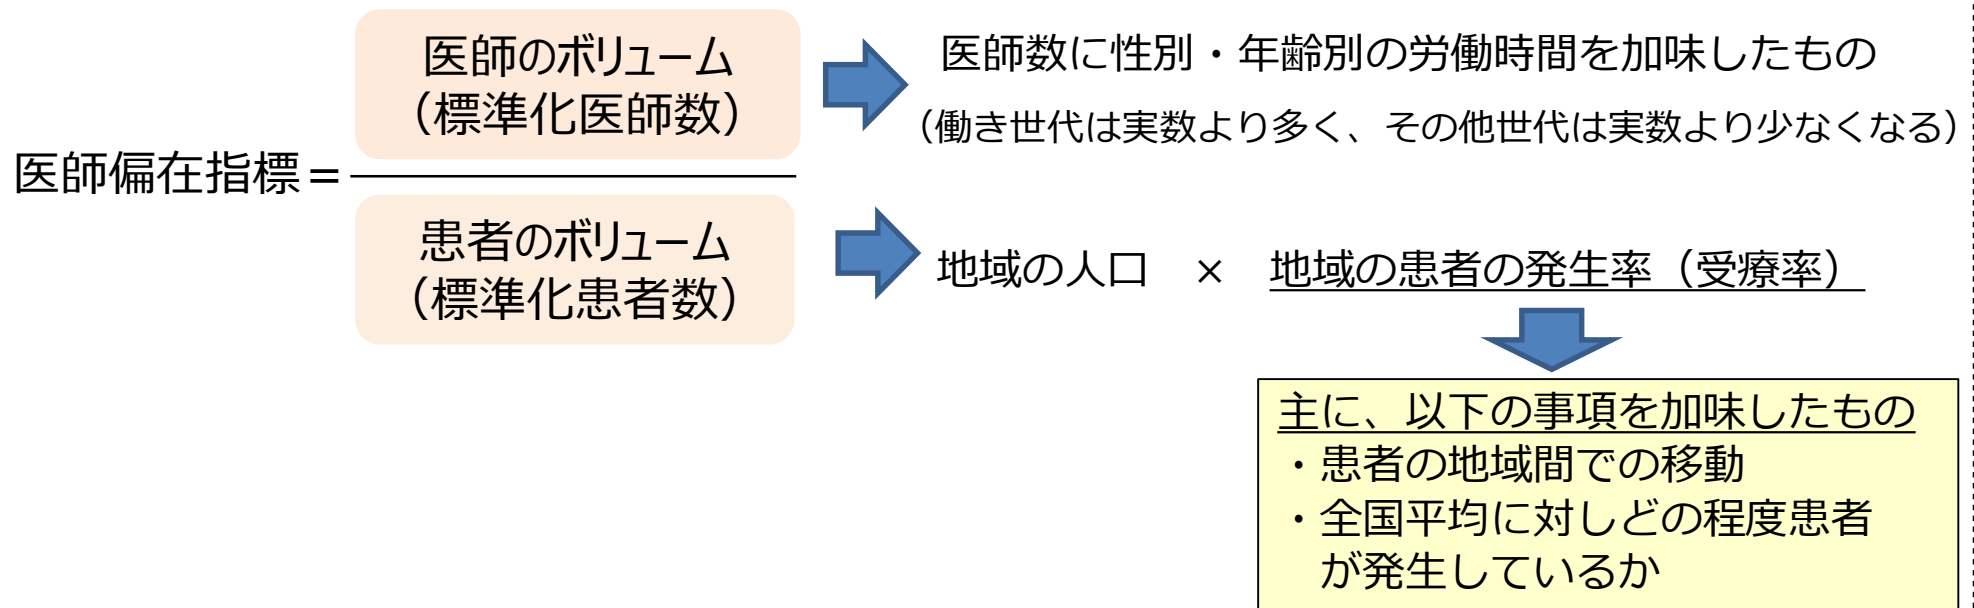 医師偏在指標＝
医師のボリューム
（標準化医師数）
医師数に性別・年齢別の労働時間を加味したもの
（働き世代は実数より多く、その他世代は実数より少なくなる）
患者のボリューム
（標準化患者数）
地域の人口　×　地域の患者の発生率（受療率）
主に、以下の事項を加味したもの
・患者の地域間での移動
・全国平均に対しどの程度患者
が発生しているか